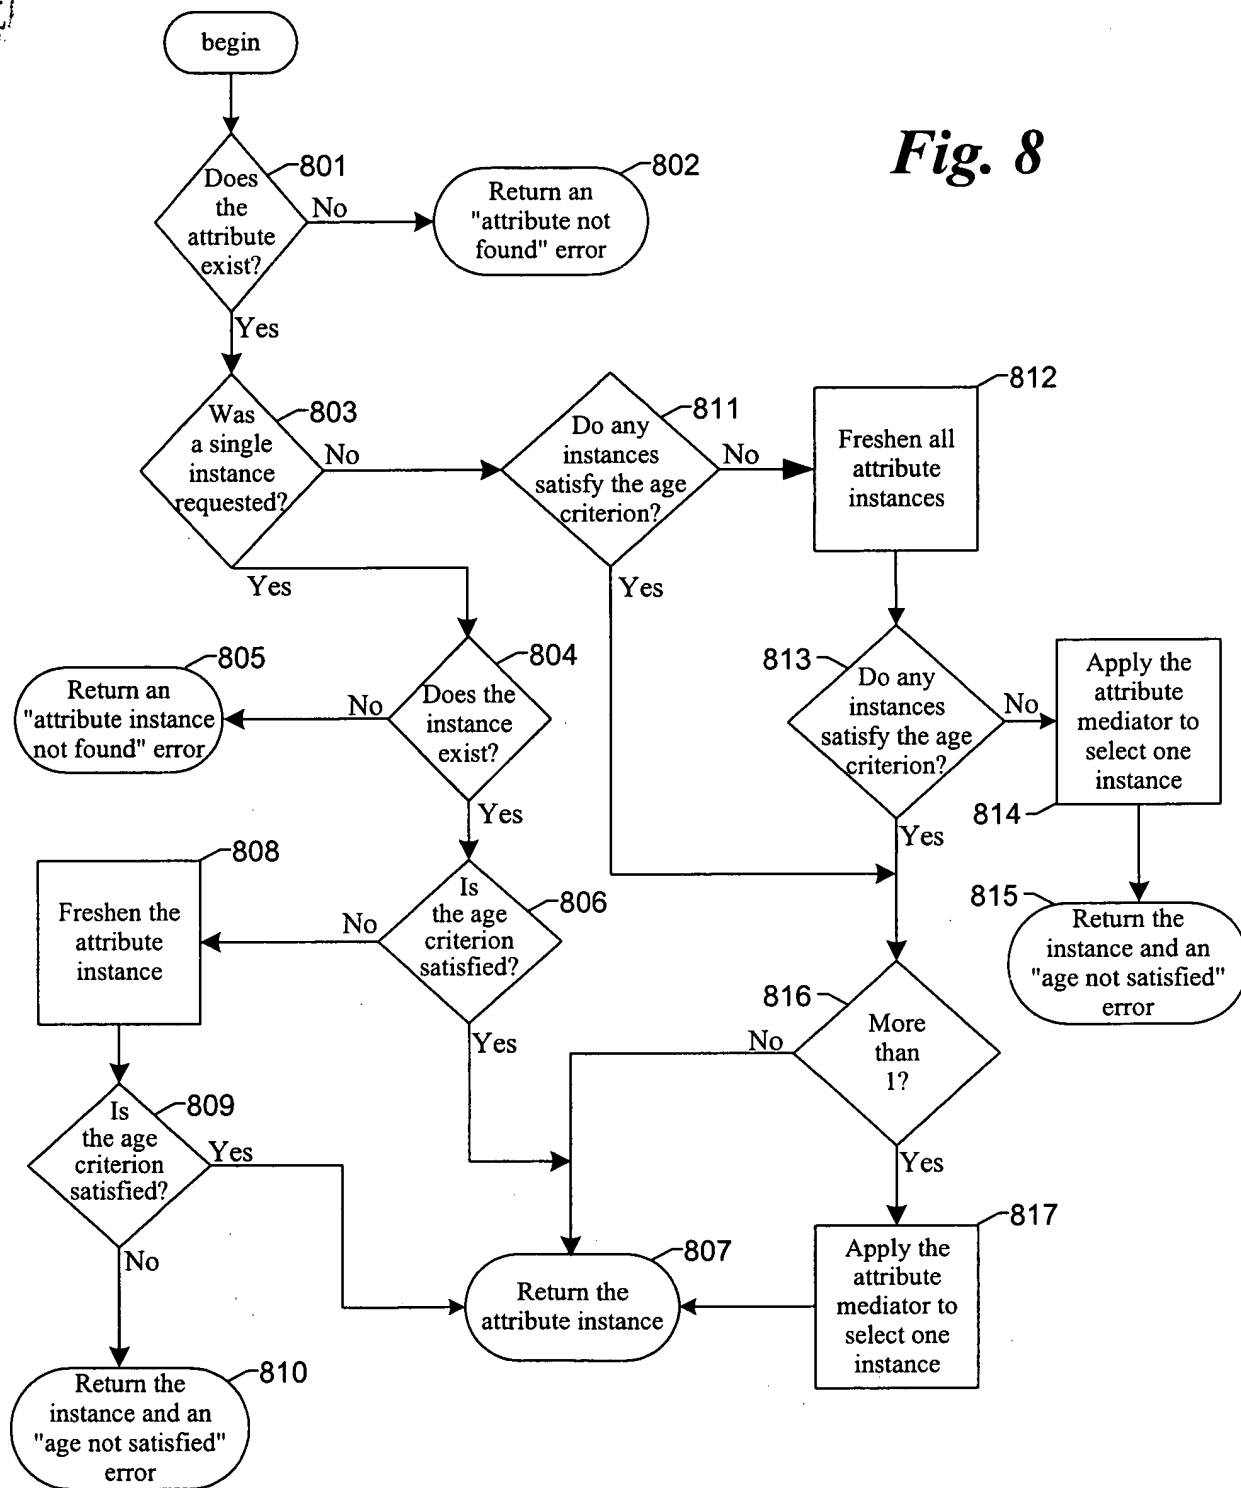 begin
Fig. 8
801
802
Does
the
attribute
exist?
No
Return an
"attribute not
found" error
Yes
803
Was
a single
instance
requested?
No
811
Do any
instances
satisfy the age
criterion?
No
812
Freshen all
attribute
instances
Yes
Yes
805
Return an
"attribute instance
not found" error
No
804
Does the
instance
exist?
813
Do any
instances
satisfy the age
criterion?
No
Apply the
attribute
mediator to
select one
instance
814
Yes
Yes
808
Freshen the
attribute
instance
No
806
Is
the age
criterion
satisfied?
815
Return the
instance and an
"age not satisfied"
error
Yes
816
More
than
1?
No
809
Is
the age
criterion
satisfied?
Yes
Yes
No
807
Return the
attribute instance
817
Apply the
attribute
mediator to
select one
instance
810
Return the
instance and an
"age not satisfied"
error